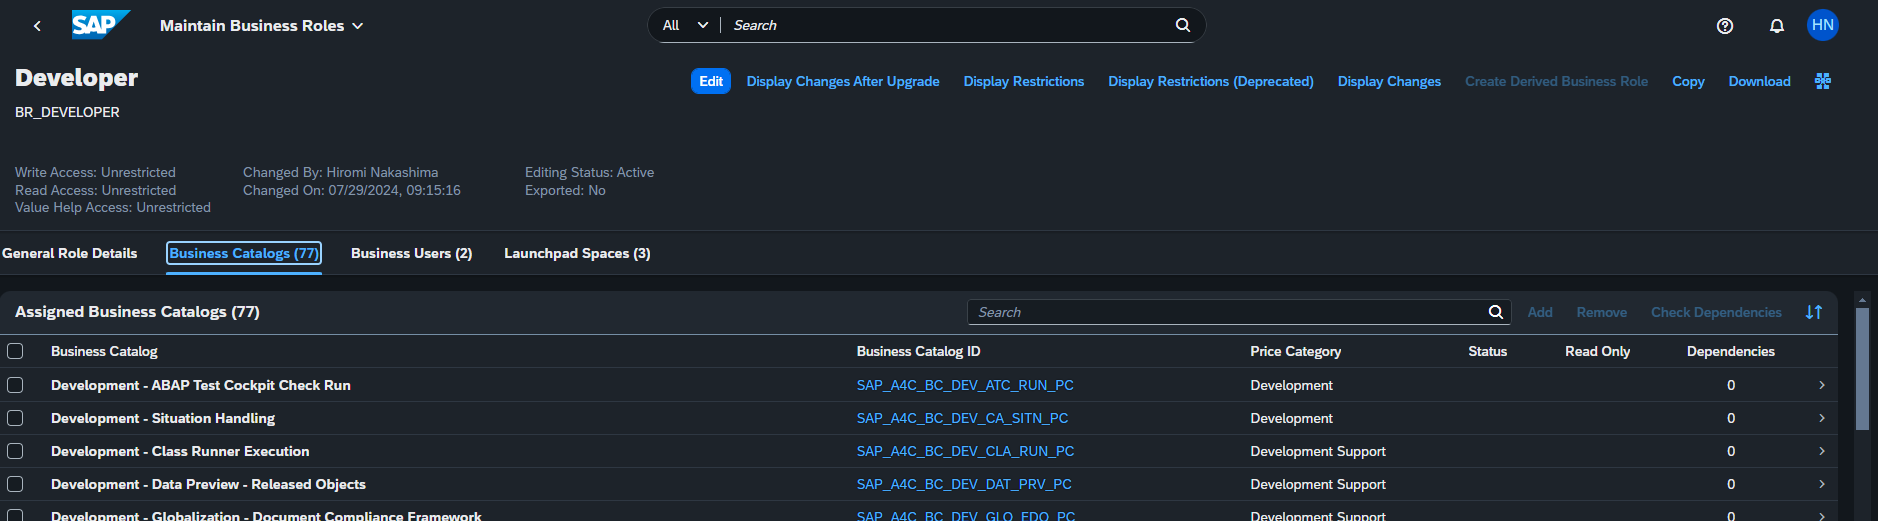 SAP Maintain Business Roles All Search HN
Developer
Edit Display Changes After Upgrade Display Restrictions Display Restrictions (Deprecated) Display Changes Create Derived Business Role Copy Download
BR_DEVELOPER
Write Access: Unrestricted Changed By: Hiromi Nakashima Editing Status: Active
Read Access: Unrestricted Changed On: 07/29/2024, 09:15:16 Exported: No
Value Help Access: Unrestricted
General Role Details Business Catalogs (77) Business Users (2) Launchpad Spaces (3)
Assigned Business Catalogs (77) Search Add Remove Check Dependencies
Business Catalog Business Catalog ID Price Category Status Read Only Dependencies
Development - ABAP Test Cockpit Check Run SAP_A4C_BC_DEV_ATC_RUN_PC Development 0
Development - Situation Handling SAP_A4C_BC_DEV_CA_SITN_PC Development 0
Development - Class Runner Execution SAP_A4C_BC_DEV_CLA_RUN_PC Development Support 0
Development - Data Preview - Released Objects SAP_A4C_BC_DEV_DAT_PRV_PC Development Support 0
Development - Globalization - Document Compliance Framework SAP_A4C_BC_DEV_GLO_EDO_PC Development Support 0